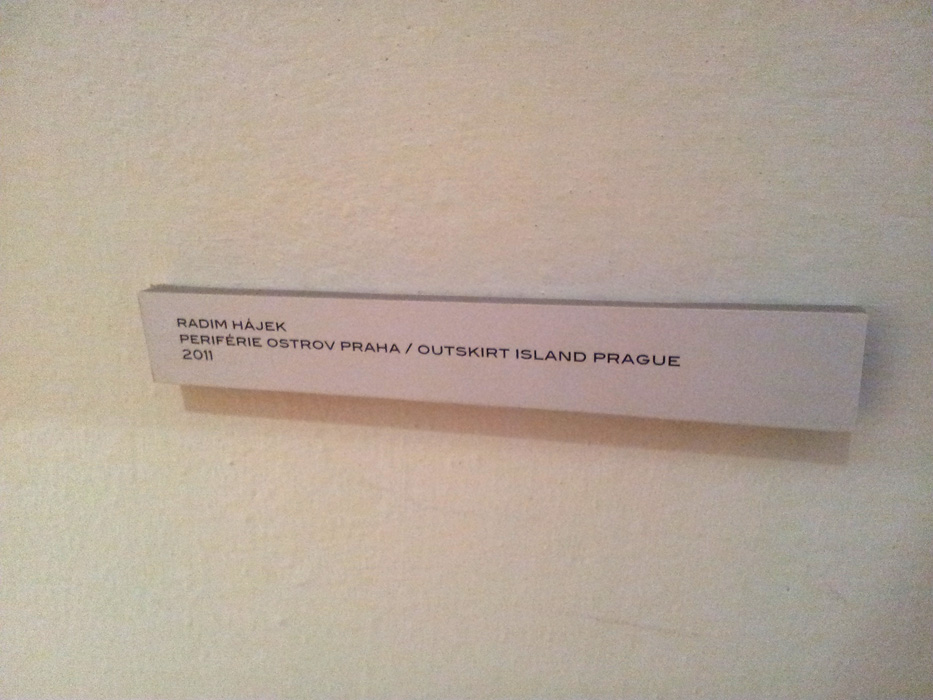 RADIM HÁJEK
PERIFÉRIE OSTROV PRAHA / OUTSKIRT ISLAND PRAGUE
2011